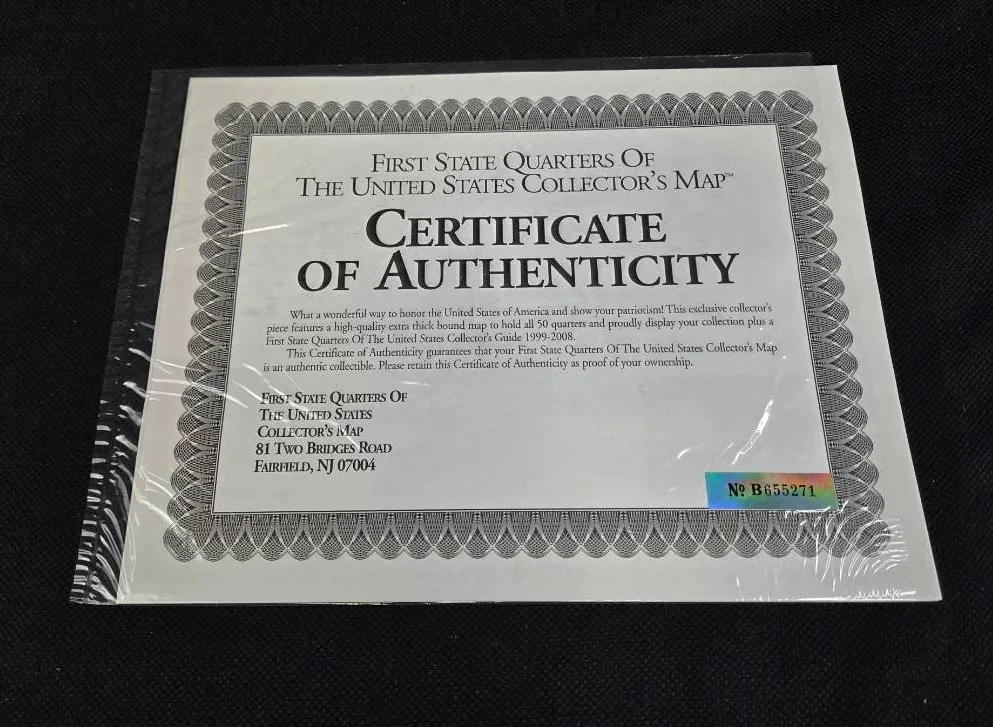 First State Quarters Of
The United States Collector's Map™
Certificate
of Authenticity
What a wonderful way to honor the United States of America and show your patriotism! This exclusive collector's
piece features a high-quality extra thick bound map to hold all 50 quarters and proudly display your collection plus a
First State Quarters Of The United States Collector's Guide 1999-2008.
This Certificate of Authenticity guarantees that your First State Quarters Of The United States Collector's Map
is an authentic collectible. Please retain this Certificate of Authenticity as proof of your ownership.
First State Quarters Of
The United States
Collector's Map
81 Two Bridges Road
Fairfield, NJ 07004
Nº B655271